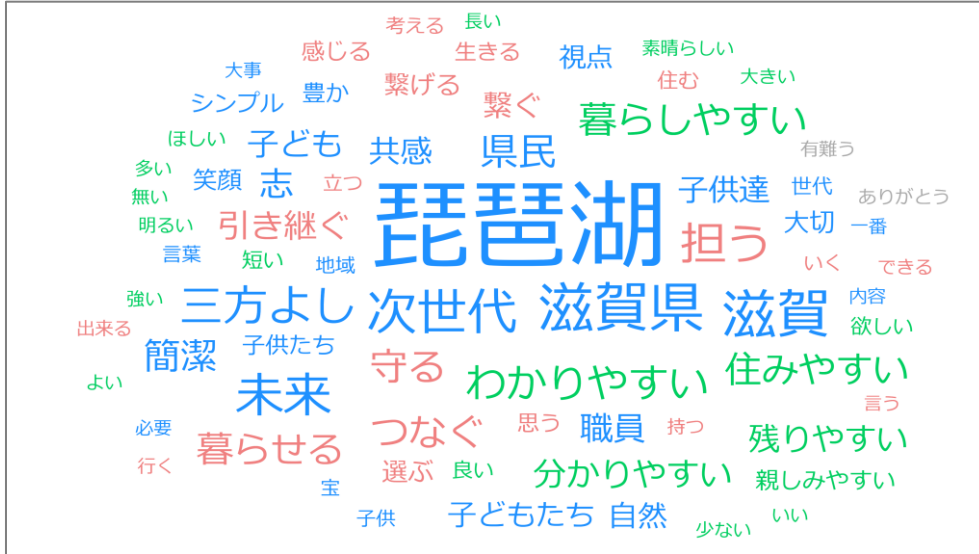 考える 長い
感じる 生きる 視点 素晴らしい
大事 繋げる 住む 大きい
シンプル 豊か 繋ぐ 暮らしやすい
ほしい 子ども 共感 県民 有難う
多い 笑顔 志 立つ 子供達 世代 ありがとう
無い 琵琶湖
明るい 引き継ぐ 担う 大切 一番
言葉 短い 地域 いく できる
強い 三方よし 次世代 滋賀県 滋賀 内容
出来る 簡潔 子供たち 欲しい
よい 未来 守る わかりやすい 住みやすい
必要 暮らせる つなぐ 思う 職員 持つ 言う
行く 選ぶ 良い 分かりやすい 残りやすい
宝 親しみやすい
子供 子どもたち 自然 少ない いい